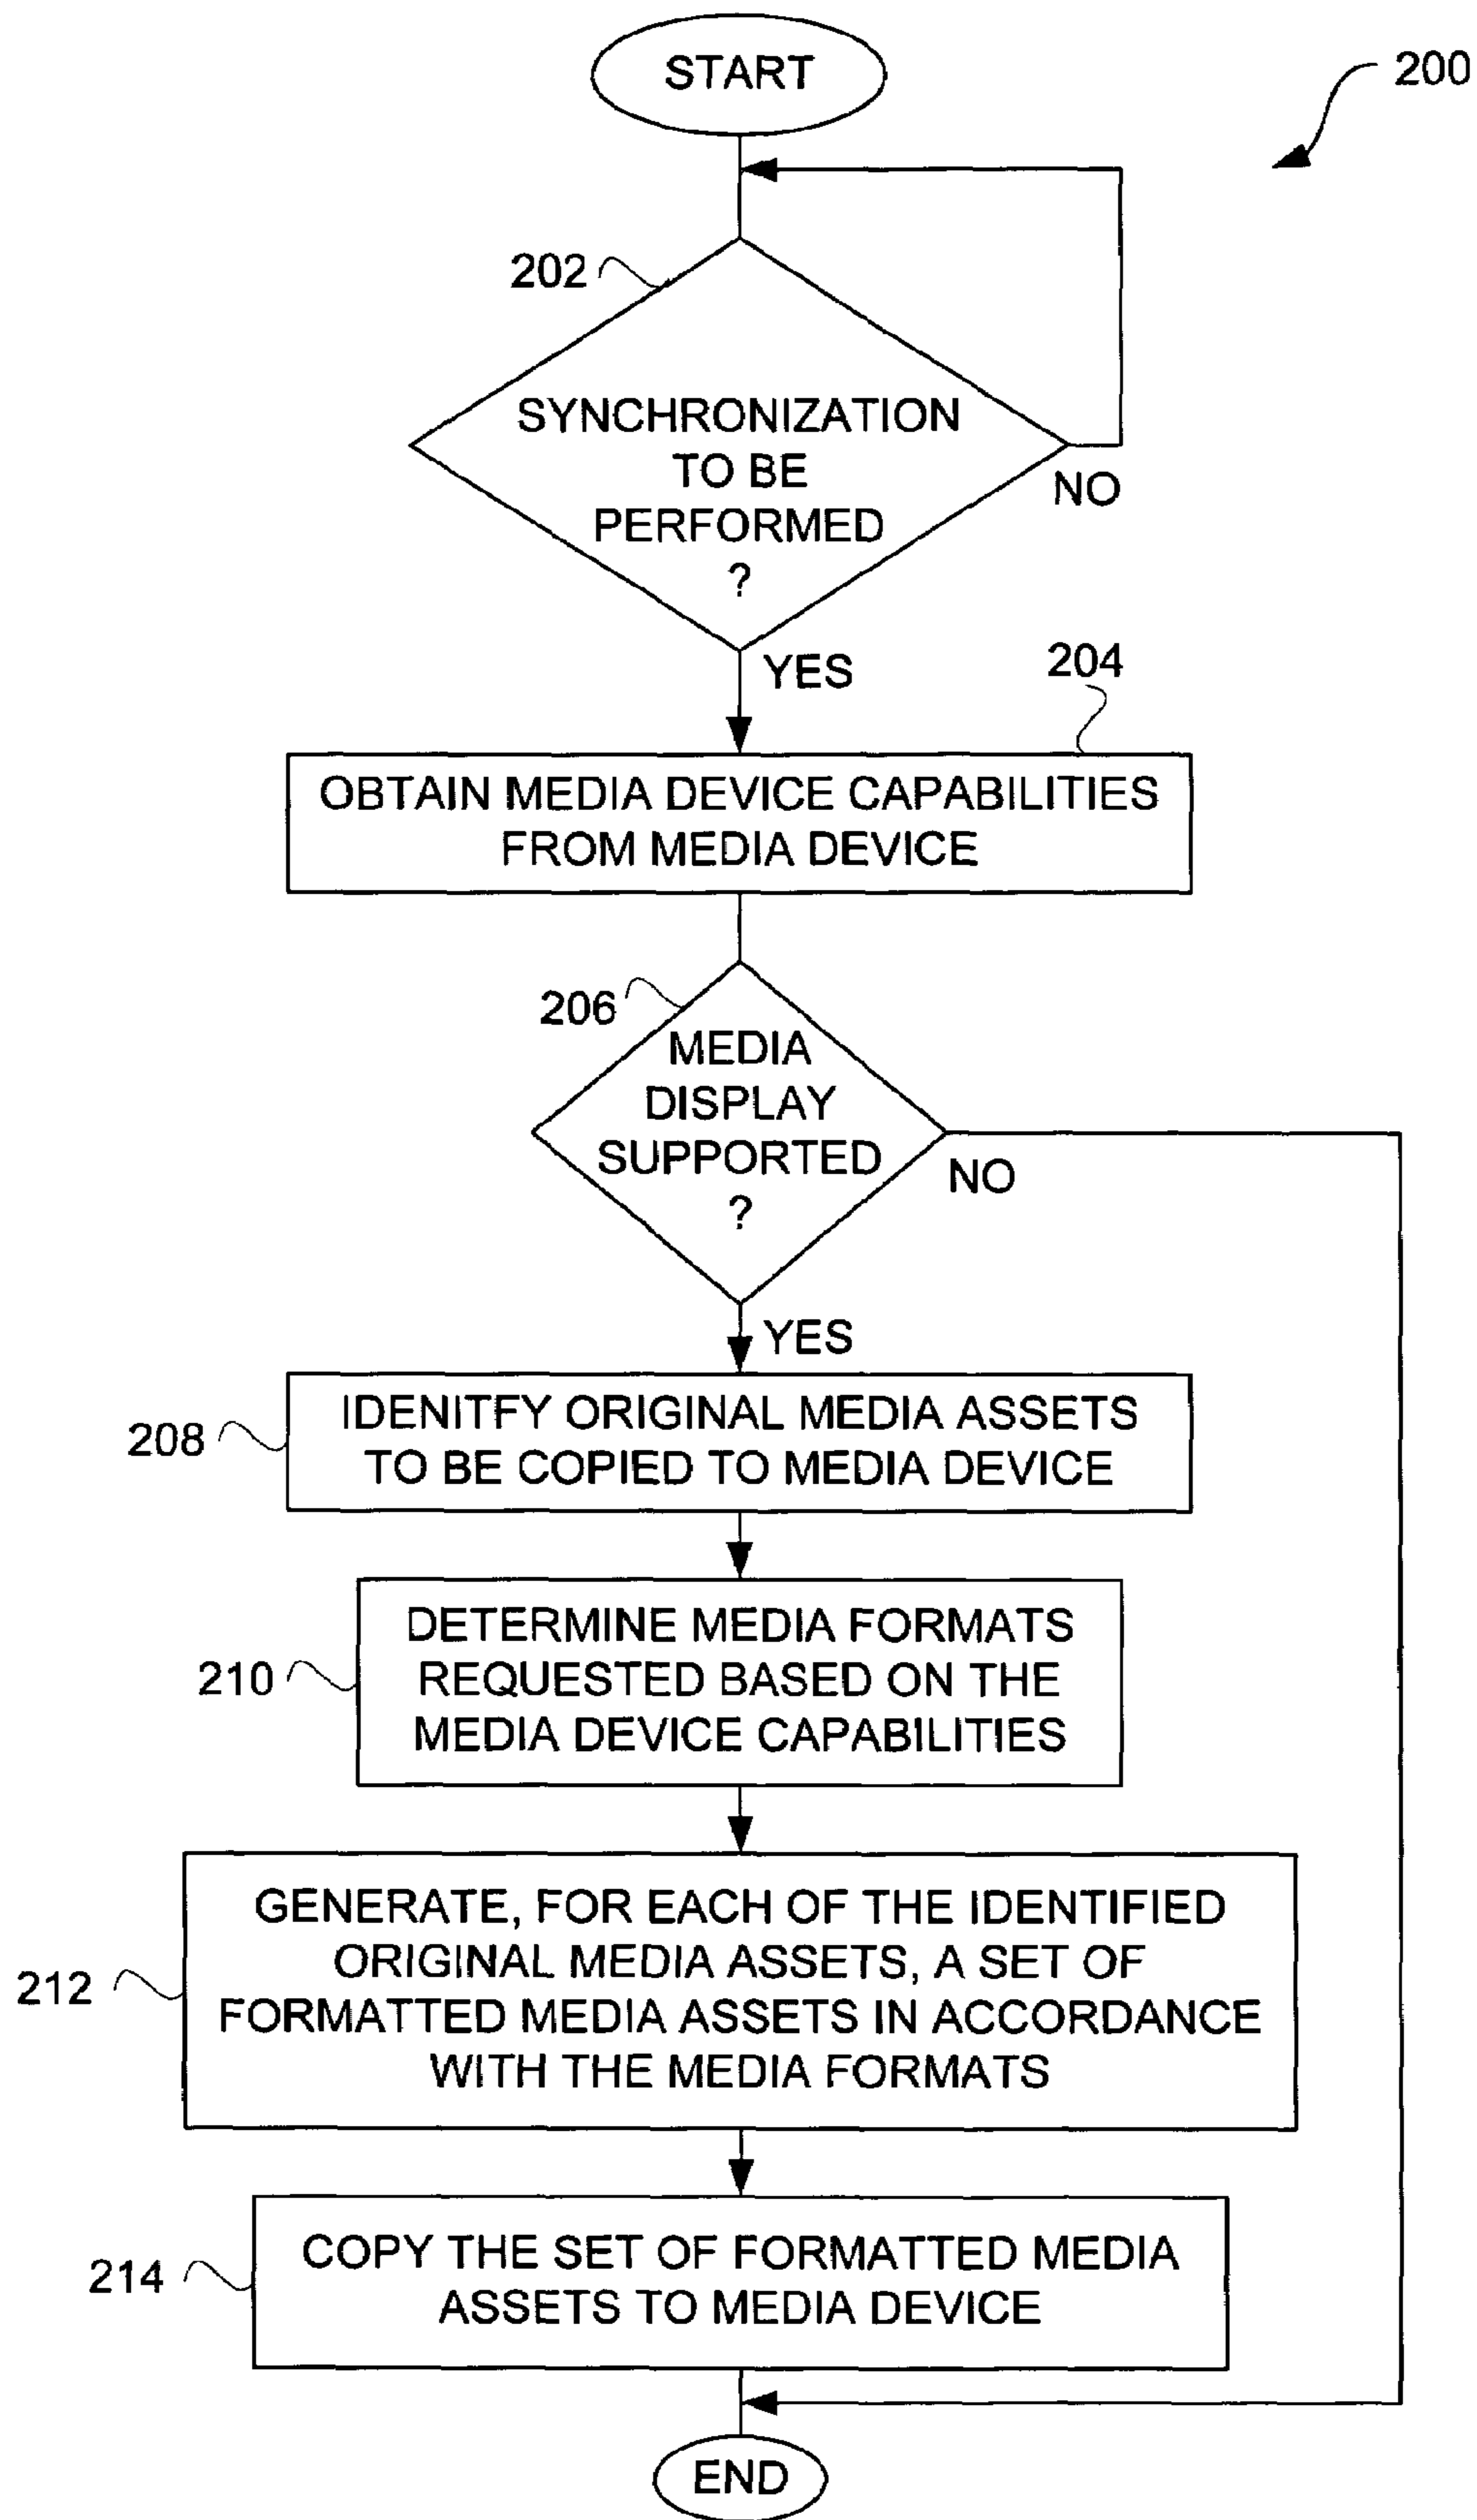 START
200
202
SYNCHRONIZATION
TO BE
PERFORMED
?
NO
YES
204
OBTAIN MEDIA DEVICE CAPABILITIES
FROM MEDIA DEVICE
206
MEDIA
DISPLAY
SUPPORTED
?
NO
YES
208
IDENITFY ORIGINAL MEDIA ASSETS
TO BE COPIED TO MEDIA DEVICE
210
DETERMINE MEDIA FORMATS
REQUESTED BASED ON THE
MEDIA DEVICE CAPABILITIES
212
GENERATE, FOR EACH OF THE IDENTIFIED
ORIGINAL MEDIA ASSETS, A SET OF
FORMATTED MEDIA ASSETS IN ACCORDANCE
WITH THE MEDIA FORMATS
214
COPY THE SET OF FORMATTED MEDIA
ASSETS TO MEDIA DEVICE
END